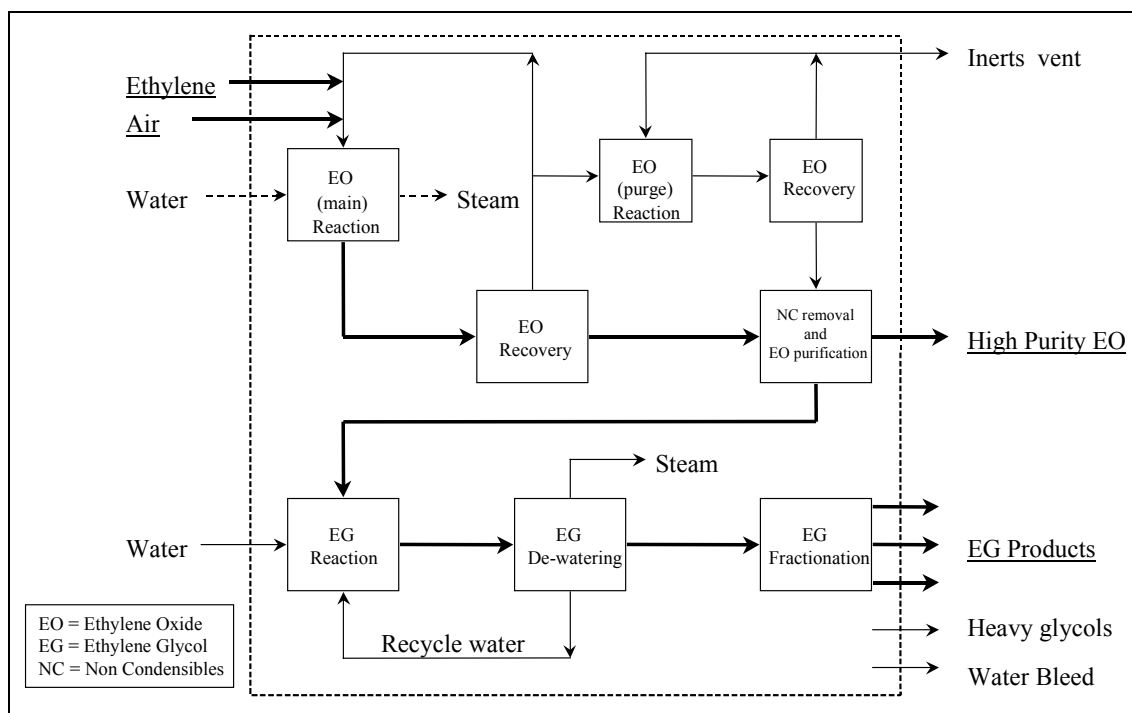 Ethylene
Air
Inerts vent
Water
EO
(main)
Reaction
Steam
EO
(purge)
Reaction
EO
Recovery
EO
Recovery
NC removal
and
EO purification
High Purity EO
Steam
Water
EG
Reaction
EG
De-watering
EG
Fractionation
EG Products
Recycle water
Heavy glycols
Water Bleed
EO = Ethylene Oxide
EG = Ethylene Glycol
NC = Non Condensibles